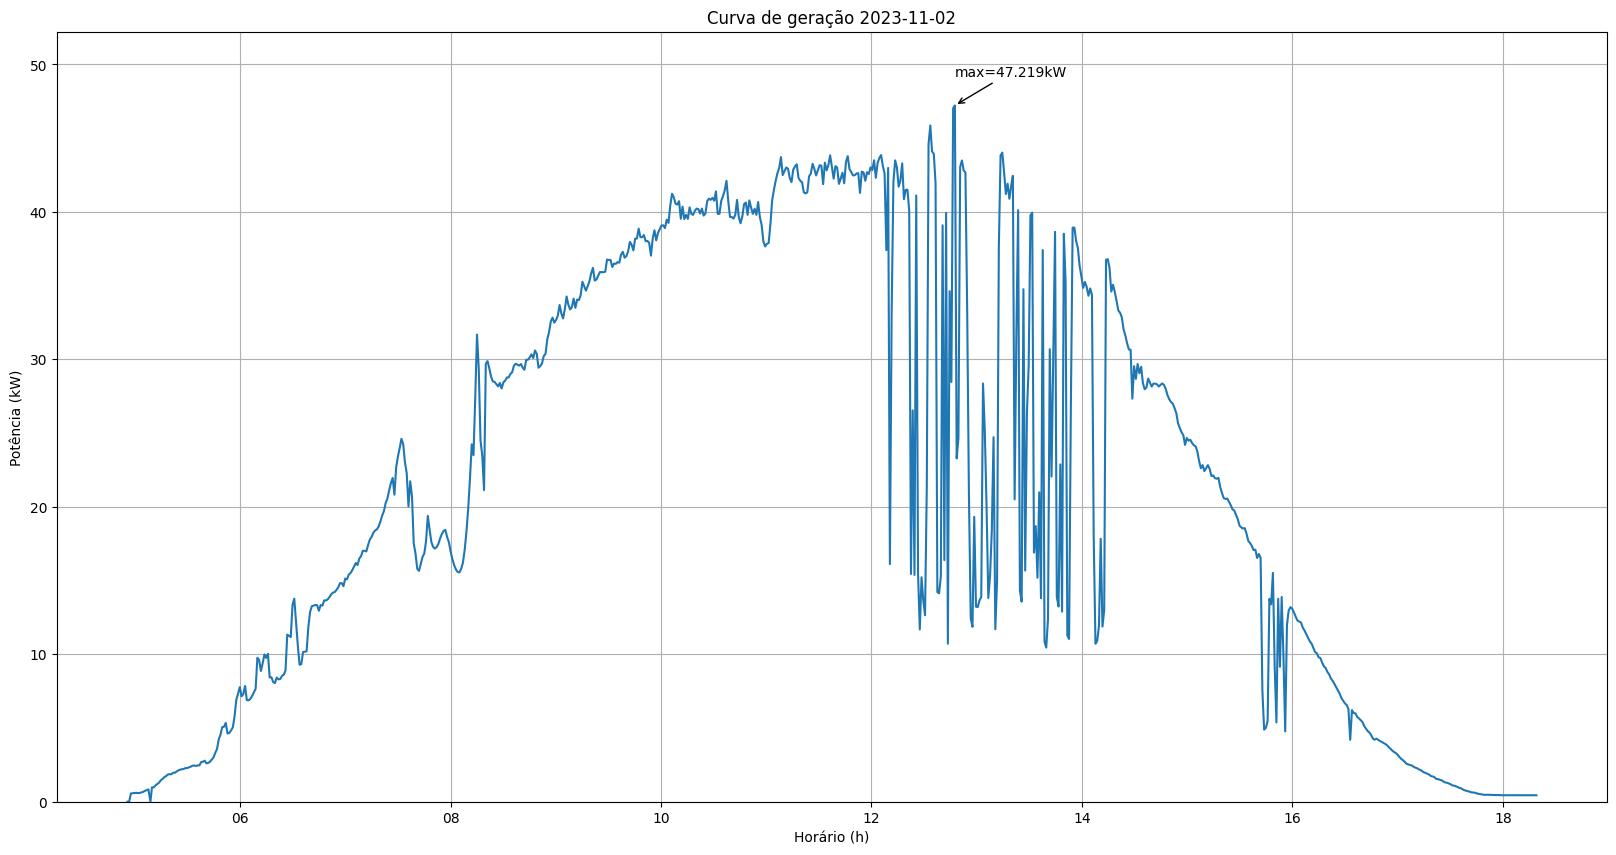 Curva de geração 2023-11-02
max=47.219kW
Potência (kW)
50
40
30
20
10
0
06 08 10 12 14 16 18
Horário (h)